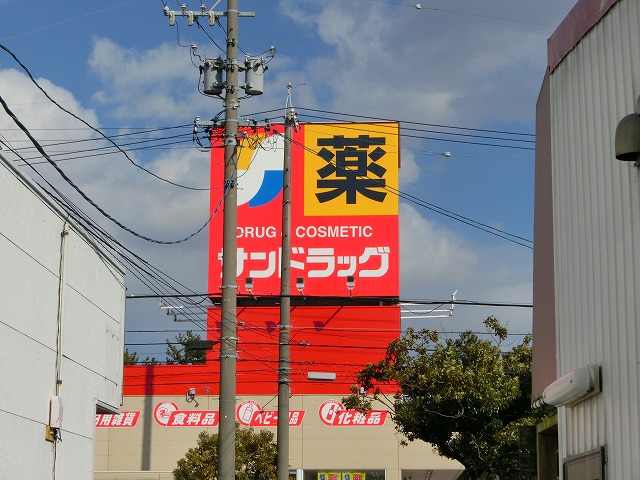 薬
DRUG COSMETIC
サンドラッグ
日用雑貨
食料品
ベビー品
化粧品